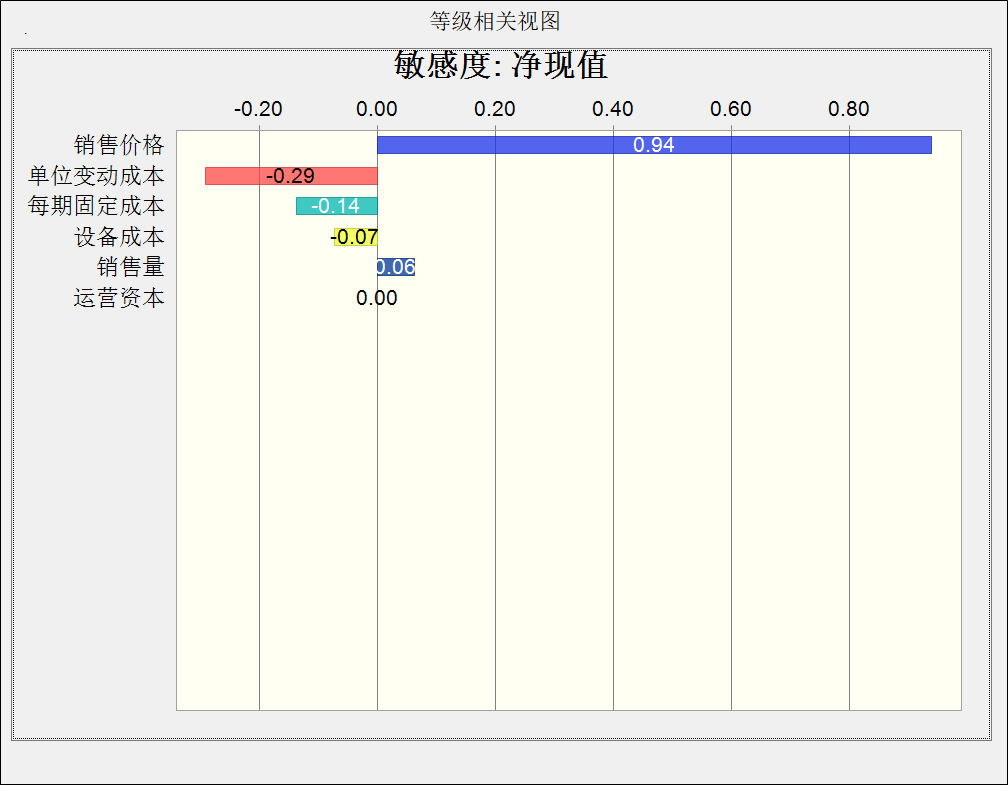 等级相关视图
敏感度: 净现值
-0.20 0.00 0.20 0.40 0.60 0.80
销售价格 0.94
单位变动成本 -0.29
每期固定成本 -0.14
设备成本 -0.07
销售量 0.06
运营资本 0.00